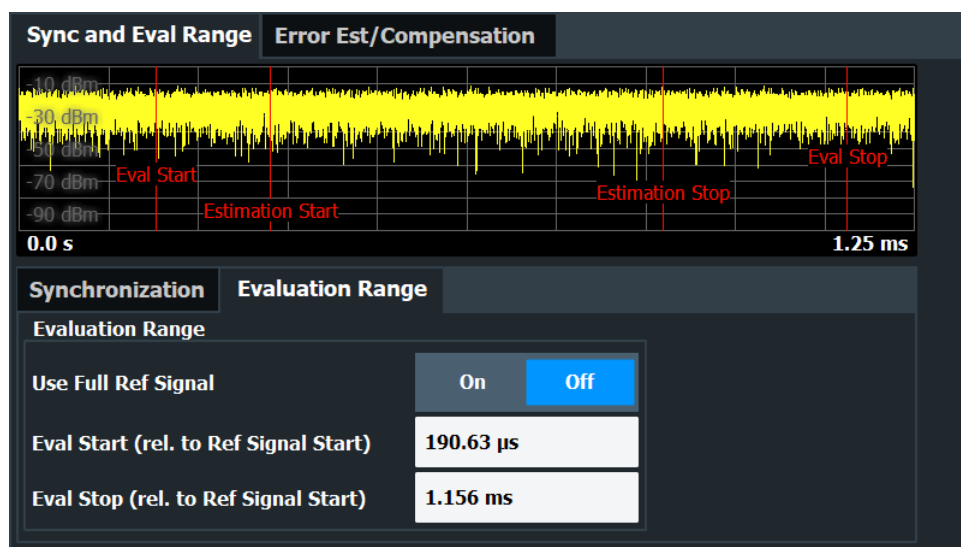 Sync and Eval Range Error Est/Compensation
-10 dBm
-30 dBm
-50 dBm
Eval Stop
-70 dBm Eval Start
Estimation Stop
-90 dBm Estimation Start
0.0 s 1.25 ms
Synchronization Evaluation Range
Evaluation Range
Use Full Ref Signal On Off
Eval Start (rel. to Ref Signal Start) 190.63 µs
Eval Stop (rel. to Ref Signal Start) 1.156 ms